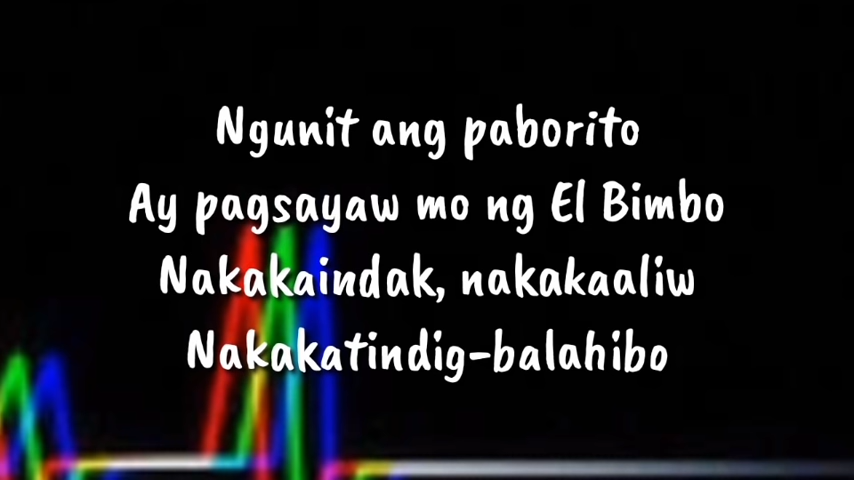 Ngunit ang paborito
Ay pagsayaw mo ng El Bimbo
Nakakaindak, nakakaaliw
Nakakatindig-balahibo